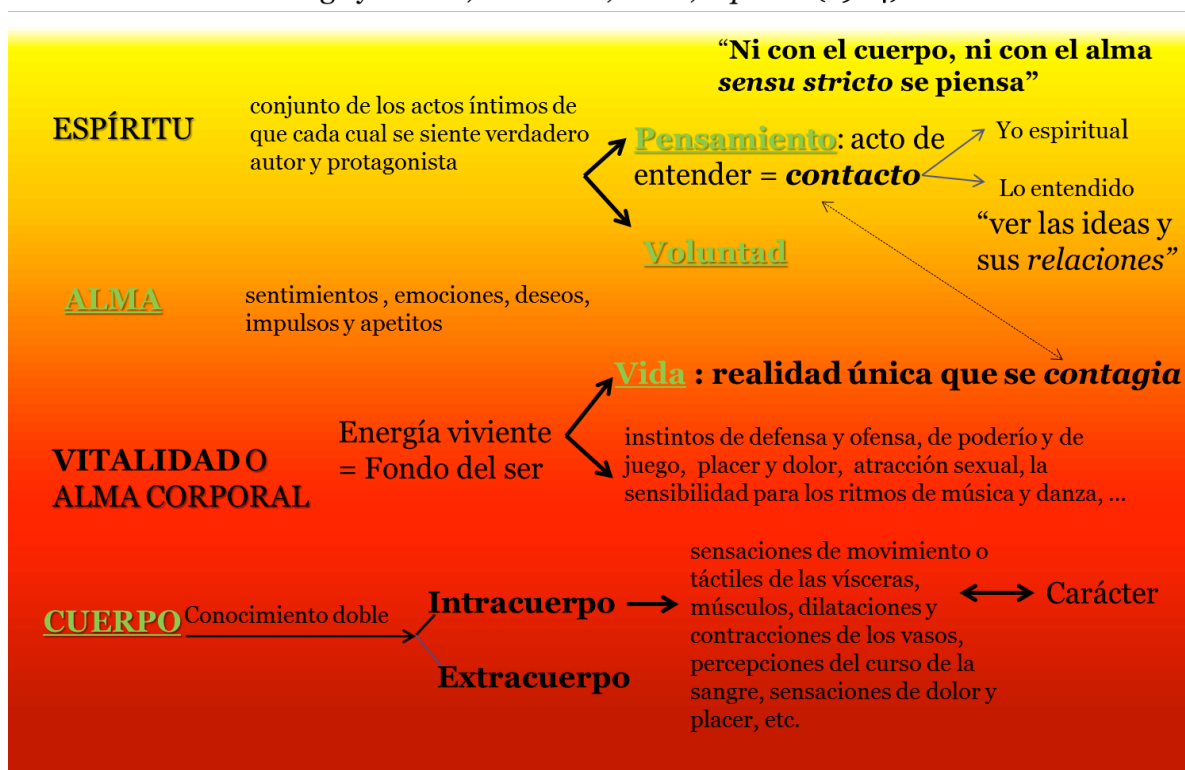 “Ni con el cuerpo, ni con el alma
sensu stricto se piensa”
ESPÍRITU
conjunto de los actos íntimos de
que cada cual se siente verdadero
autor y protagonista
Pensamiento: acto de
entender = contacto
Yo espiritual
Lo entendido
“ver las ideas y
sus relaciones”
Voluntad
ALMA
sentimientos , emociones, deseos,
impulsos y apetitos
Vida : realidad única que se contagia
VITALIDAD O
ALMA CORPORAL
Energía viviente
= Fondo del ser
instintos de defensa y ofensa, de poderío y de
juego, placer y dolor, atracción sexual, la
sensibilidad para los ritmos de música y danza, ...
CUERPO
Conocimiento doble
Intracuerpo
Extracuerpo
sensaciones de movimiento o
táctiles de las vísceras,
músculos, dilataciones y
contracciones de los vasos,
percepciones del curso de la
sangre, sensaciones de dolor y
placer, etc.
Carácter